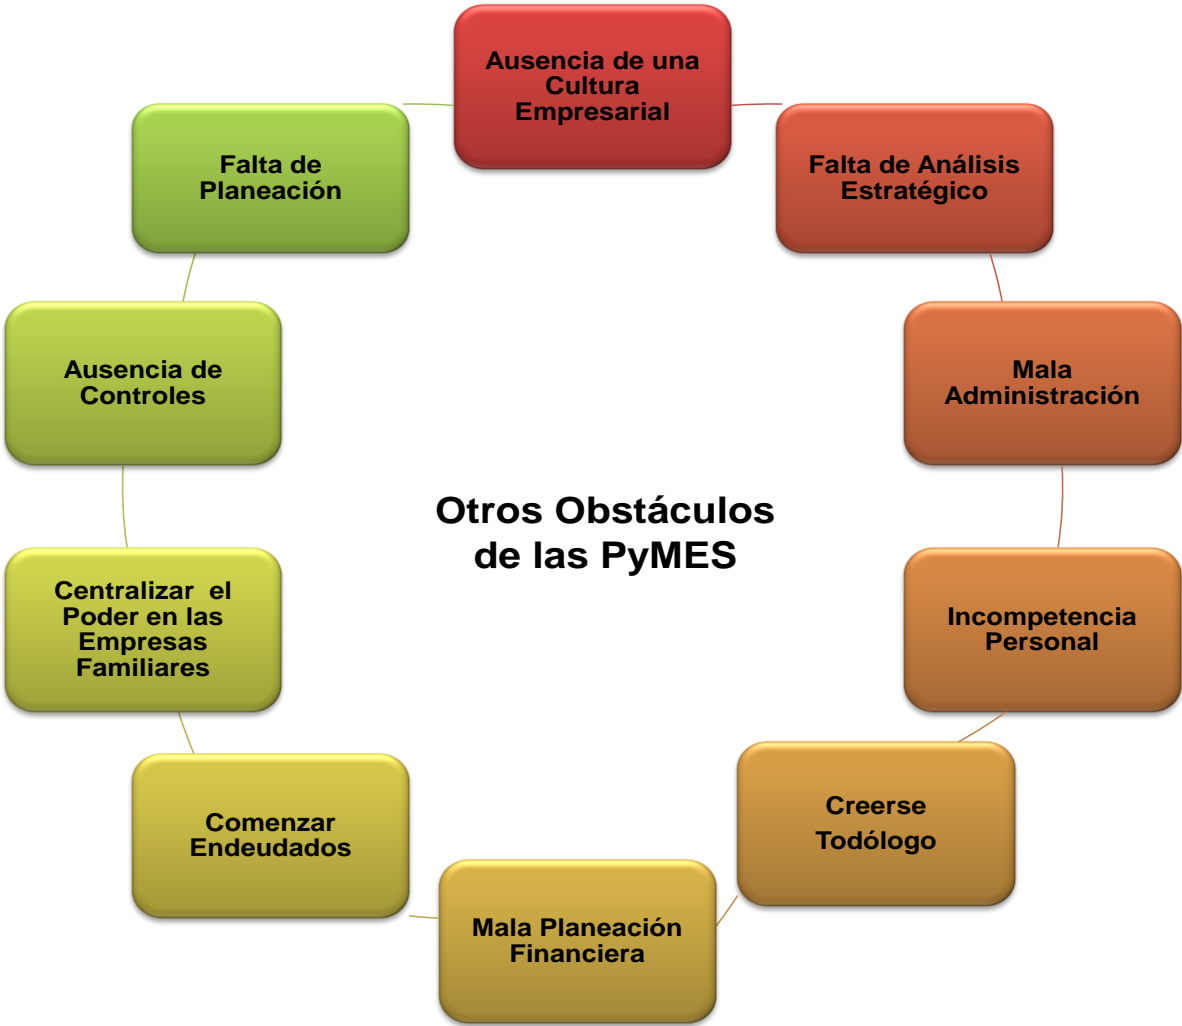 Ausencia de una
Cultura
Empresarial
Falta de Análisis
Estratégico
Mala
Administración
Incompetencia
Personal
Creerse
Todólogo
Mala Planeación
Financiera
Comenzar
Endeudados
Centralizar  el
Poder en las
Empresas
Familiares
Ausencia de
Controles
Falta de
Planeación
Otros Obstáculos
de las PyMES